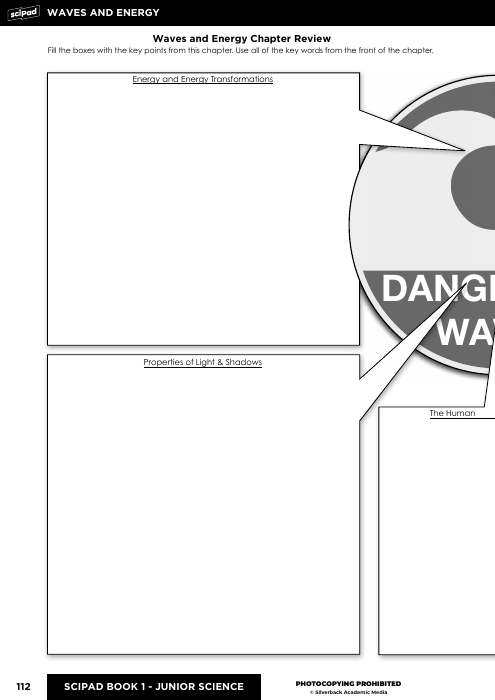 scipad WAVES AND ENERGY
Waves and Energy Chapter Review
Fill the boxes with the key points from this chapter. Use all of the key words from the front of the chapter.
Energy and Energy Transformations
DANG
WA
Properties of Light & Shadows
The Human
112 SCIPAD BOOK 1 - JUNIOR SCIENCE
PHOTOCOPYING PROHIBITED
© Silverback Academic Media